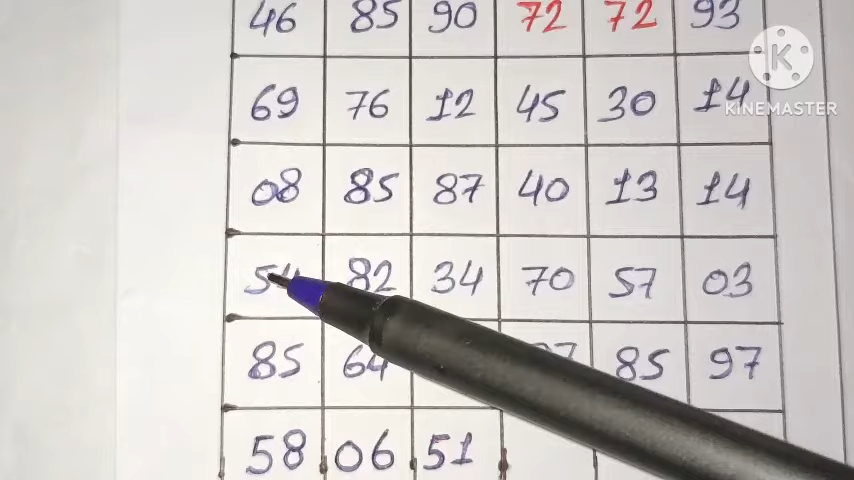 46 85 90 72 72 93
K
KINEMASTER
69 76 12 45 30 14
08 85 87 40 13 14
54 82 34 70 57 03
85 64 85 97
58 06 51